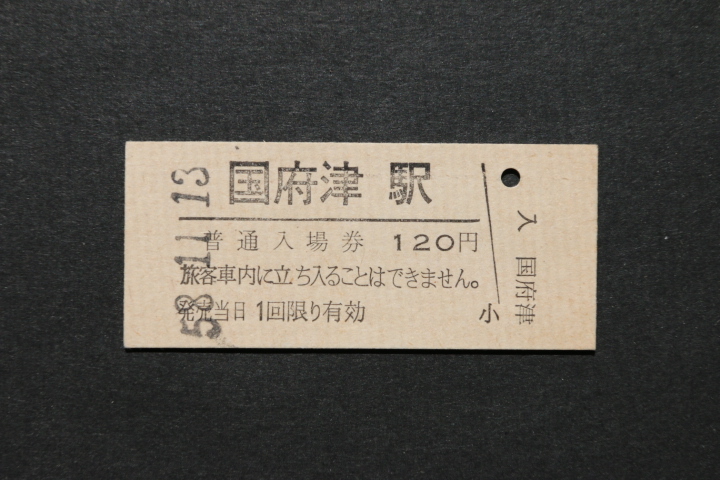 国府津駅
普通入場券 120円
旅客車内に立ち入ることはできません。
発売当日1回限り有効
小
入 国府津
58.11.13